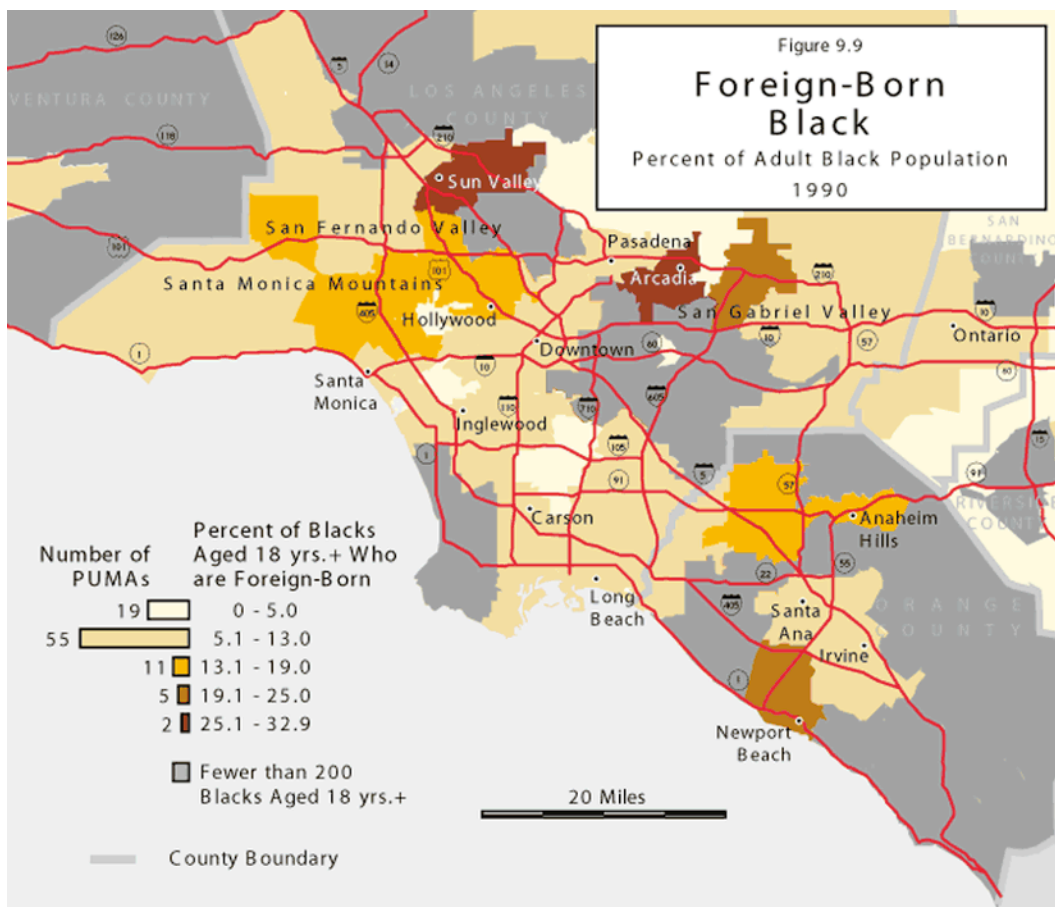 Figure 9.9
Foreign-Born
Black
Percent of Adult Black Population
1990
126
5
14
VENTURA COUNTY
LOS ANGELES
COUNTY
118
210
Sun Valley
SAN
BERNARDINO
COUNTY
101
San Fernando Valley
Pasadena
101
Arcadia
210
Santa Monica Mountains
405
Hollywood
San Gabriel Valley
10
10
57
Ontario
1
Downtown
60
60
Santa
Monica
10
605
110
710
Inglewood
15
1
105
5
91
57
91
RIVERSIDE
COUNTY
Carson
Anaheim
Hills
22
55
Long
Beach
405
Santa
Ana
ORANGE
COUNTY
Irvine
1
Newport
Beach
Number of
PUMAs
Percent of Blacks
Aged 18 yrs.+ Who
are Foreign-Born
19 0 - 5.0
55 5.1 - 13.0
11 13.1 - 19.0
5 19.1 - 25.0
2 25.1 - 32.9
Fewer than 200
Blacks Aged 18 yrs.+
20 Miles
County Boundary